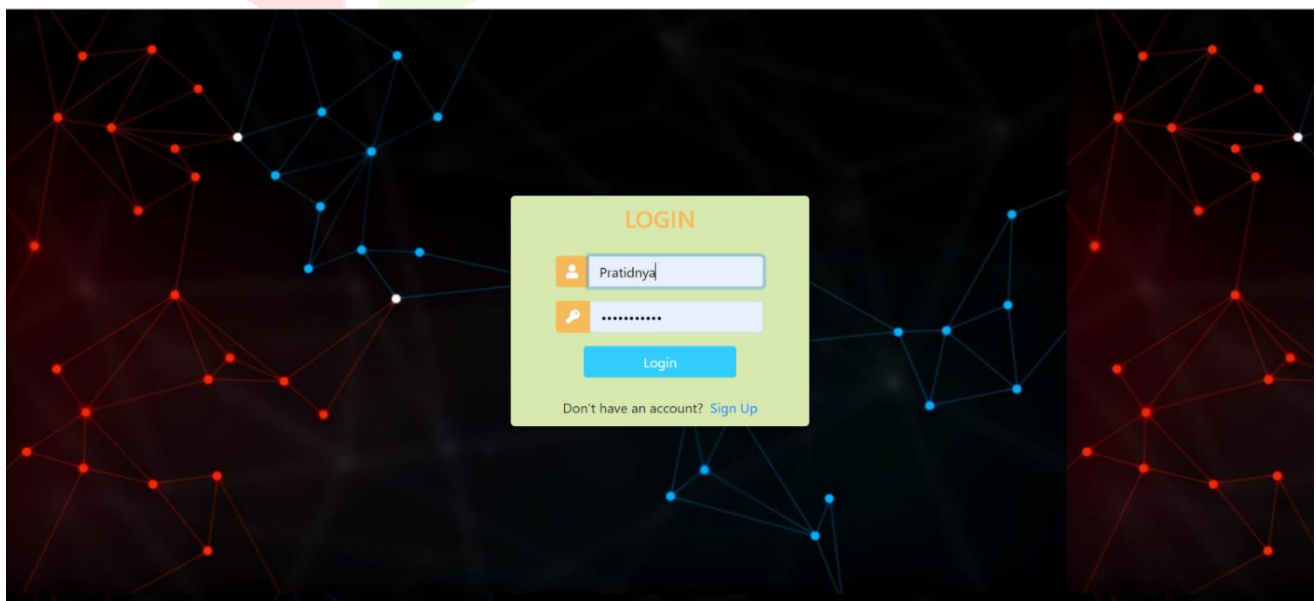 LOGIN
Pratidnya
•••••••••••
Login
Don't have an account? Sign Up